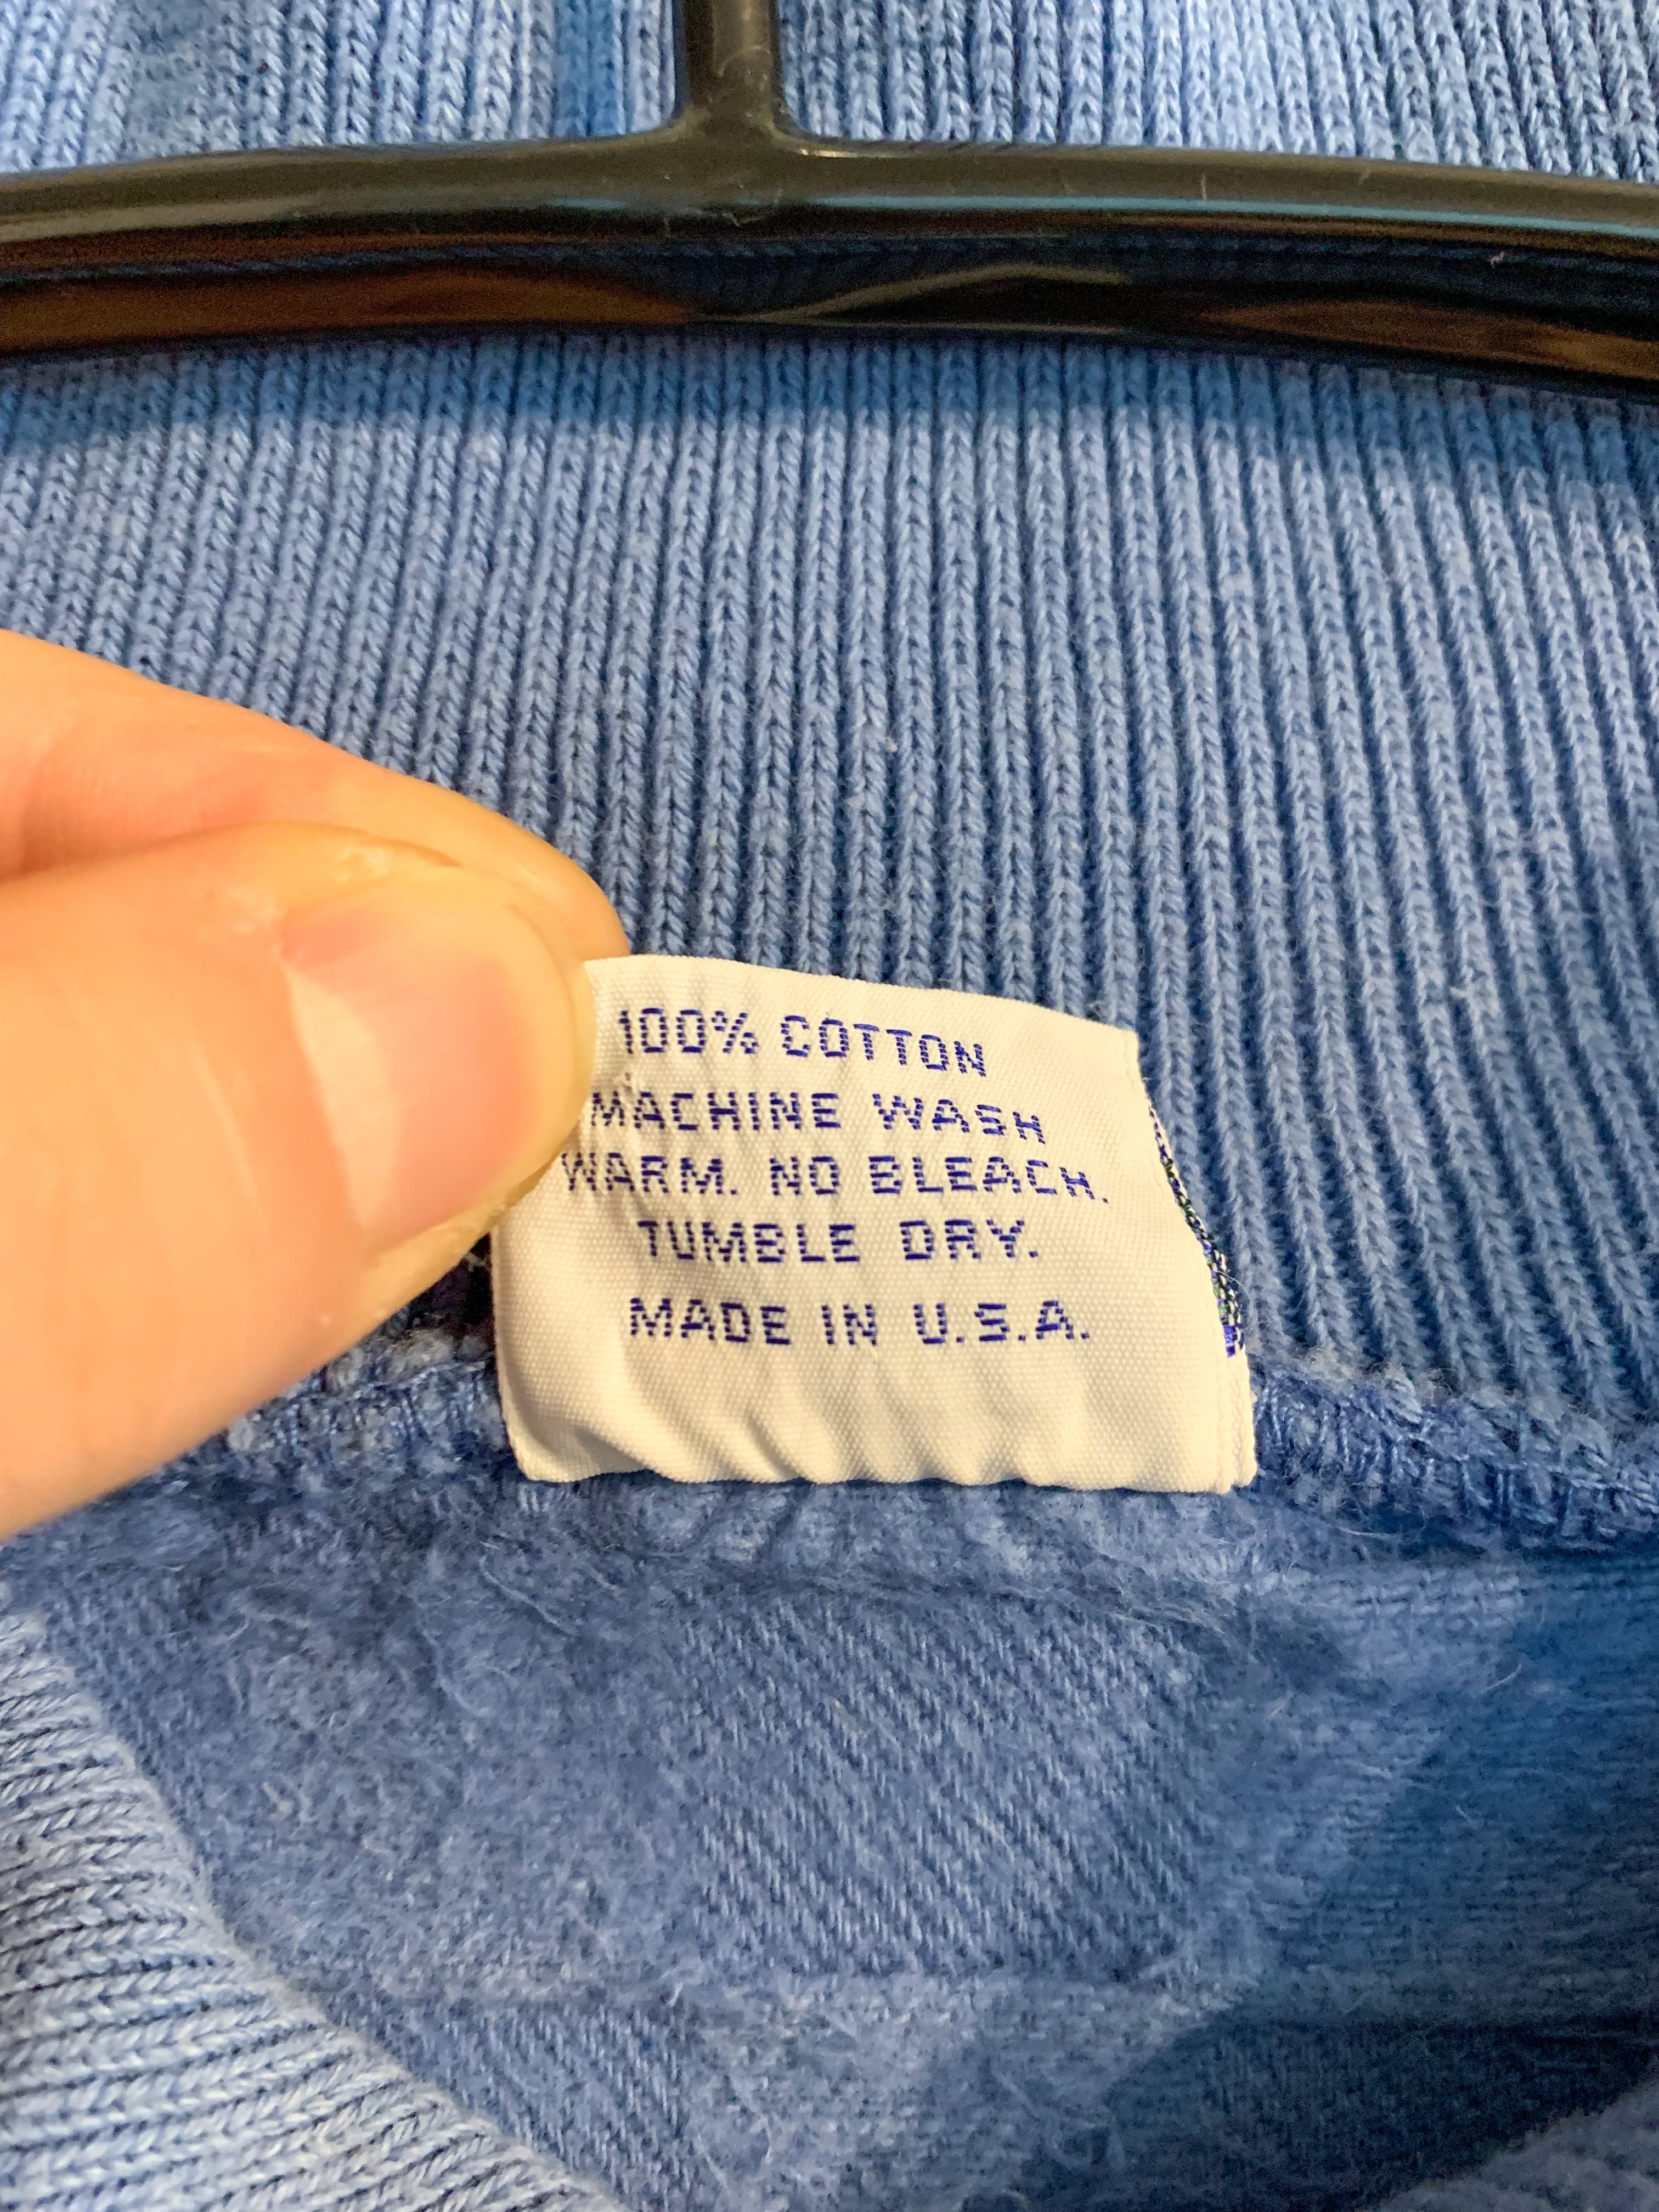 100% COTTON
MACHINE WASH
WARM. NO BLEACH.
TUMBLE DRY.
MADE IN U.S.A.